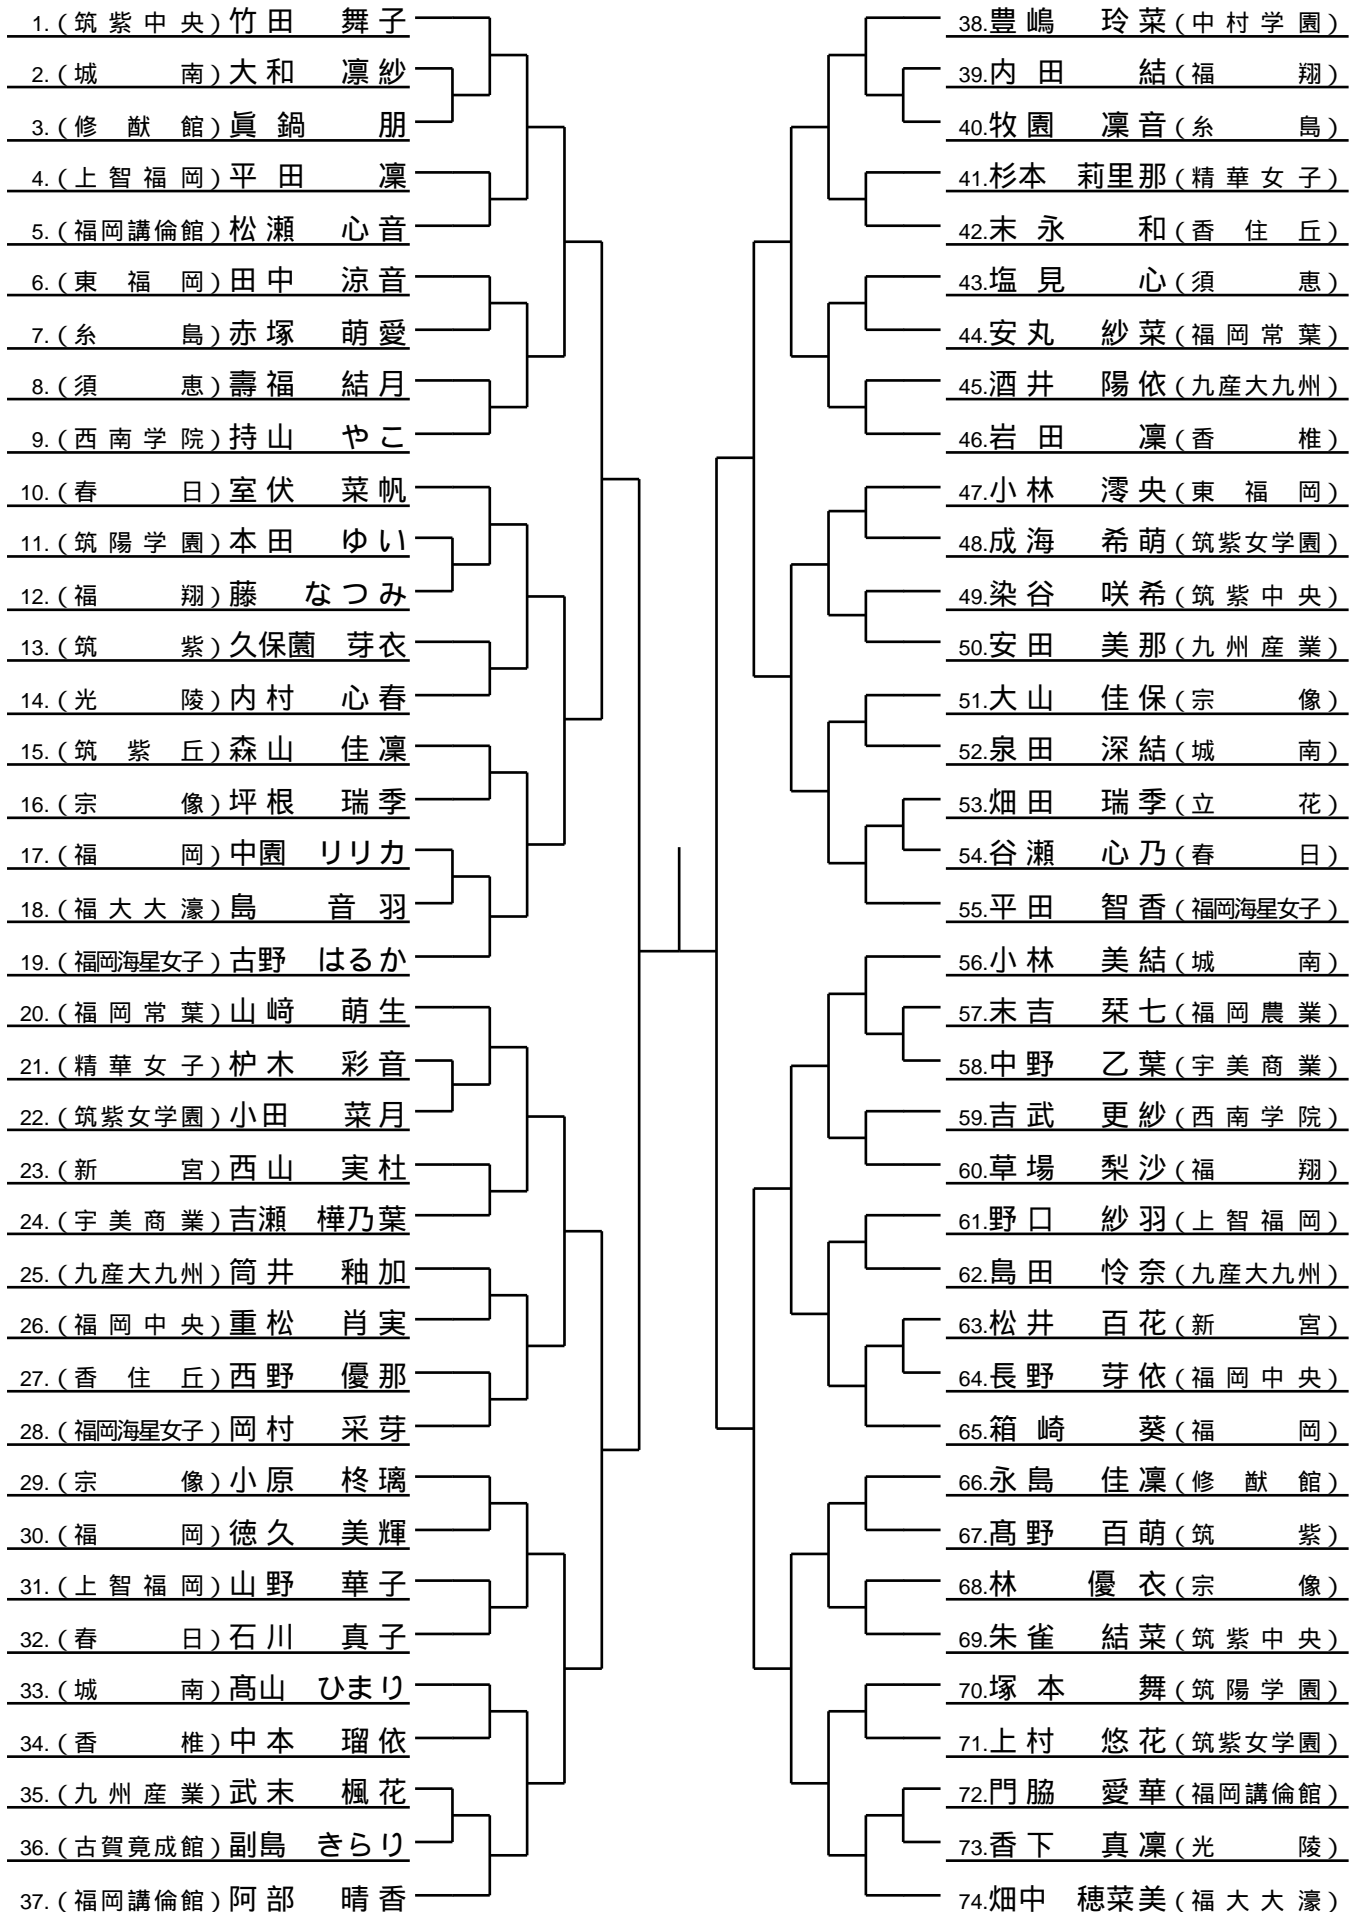 1.(筑紫中央)竹田 舞子
2.(城南)大和 凛紗
3.(修猷館)眞鍋 朋
4.(上智福岡)平田 凜
5.(福岡講倫館)松瀬 心音
6.(東福岡)田中 涼音
7.(糸島)赤塚 萌愛
8.(須恵)壽福 結月
9.(西南学院)持山 やこ
10.(春日)室伏 菜帆
11.(筑陽学園)本田 ゆい
12.(福翔)藤 なつみ
13.(筑紫)久保薗 芽衣
14.(光陵)内村 心春
15.(筑紫丘)森山 佳凜
16.(宗像)坪根 瑞季
17.(福岡)中園 リリカ
18.(福大大濠)島 音羽
19.(福岡海星女子)古野 はるか
20.(福岡常葉)山﨑 萌生
21.(精華女子)枦木 彩音
22.(筑紫女学園)小田 菜月
23.(新宮)西山 実杜
24.(宇美商業)吉瀬 樺乃葉
25.(九産大九州)筒井 釉加
26.(福岡中央)重松 肖実
27.(香住丘)西野 優那
28.(福岡海星女子)岡村 采芽
29.(宗像)小原 柊璃
30.(福岡)徳久 美輝
31.(上智福岡)山野 華子
32.(春日)石川 真子
33.(城南)髙山 ひまり
34.(香椎)中本 瑠依
35.(九州産業)武末 楓花
36.(古賀竟成館)副島 きらり
37.(福岡講倫館)阿部 晴香
38.豊嶋 玲菜(中村学園)
39.内田 結(福翔)
40.牧園 凜音(糸島)
41.杉本 莉里那(精華女子)
42.末永 和(香住丘)
43.塩見 心(須恵)
44.安丸 紗菜(福岡常葉)
45.酒井 陽依(九産大九州)
46.岩田 凜(香椎)
47.小林 澪央(東福岡)
48.成海 希萌(筑紫女学園)
49.染谷 咲希(筑紫中央)
50.安田 美那(九州産業)
51.大山 佳保(宗像)
52.泉田 深結(城南)
53.畑田 瑞季(立花)
54.谷瀬 心乃(春日)
55.平田 智香(福岡海星女子)
56.小林 美結(城南)
57.末吉 栞七(福岡農業)
58.中野 乙葉(宇美商業)
59.吉武 更紗(西南学院)
60.草場 梨沙(福翔)
61.野口 紗羽(上智福岡)
62.島田 怜奈(九産大九州)
63.松井 百花(新宮)
64.長野 芽依(福岡中央)
65.箱崎 葵(福岡)
66.永島 佳凜(修猷館)
67.髙野 百萌(筑紫)
68.林 優衣(宗像)
69.朱雀 結菜(筑紫中央)
70.塚本 舞(筑陽学園)
71.上村 悠花(筑紫女学園)
72.門脇 愛華(福岡講倫館)
73.香下 真凜(光陵)
74.畑中 穂菜美(福大大濠)